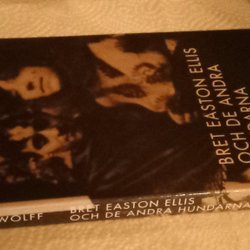 BRET EASTON ELLIS
OCH DE ANDRA
WOLFF
BRET EASTON ELLIS
OCH DE ANDRA HUNDARNA